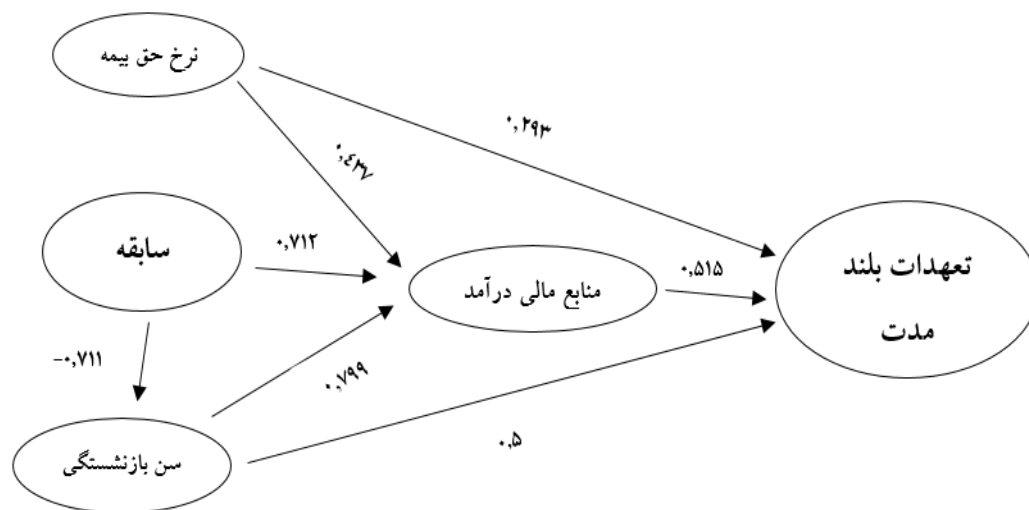 نرخ حق بیمه
۰,۲۹۳
۰,٤۳۷
سابقه
۰,۷۱۲
تعهدات بلند
مدت
منابع مالی درآمد
۰,۵۱۵
-۰,۷۱۱
۰,۷۹۹
سن بازنشستگی
۰,۵